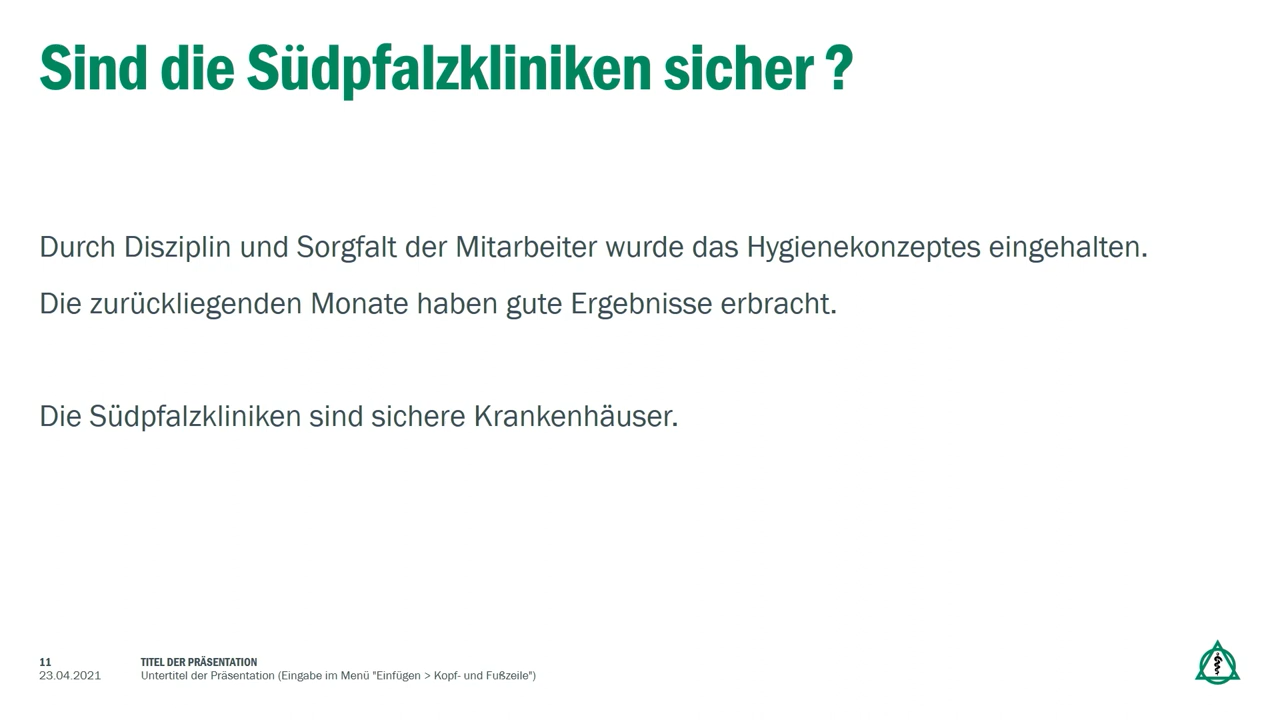 Sind die Südpfalzkliniken sicher ?
Durch Disziplin und Sorgfalt der Mitarbeiter wurde das Hygienekonzeptes eingehalten.
Die zurückliegenden Monate haben gute Ergebnisse erbracht.
Die Südpfalzkliniken sind sichere Krankenhäuser.
11 TITEL DER PRÄSENTATION
23.04.2021 Untertitel der Präsentation (Eingabe im Menü "Einfügen > Kopf- und Fußzeile")